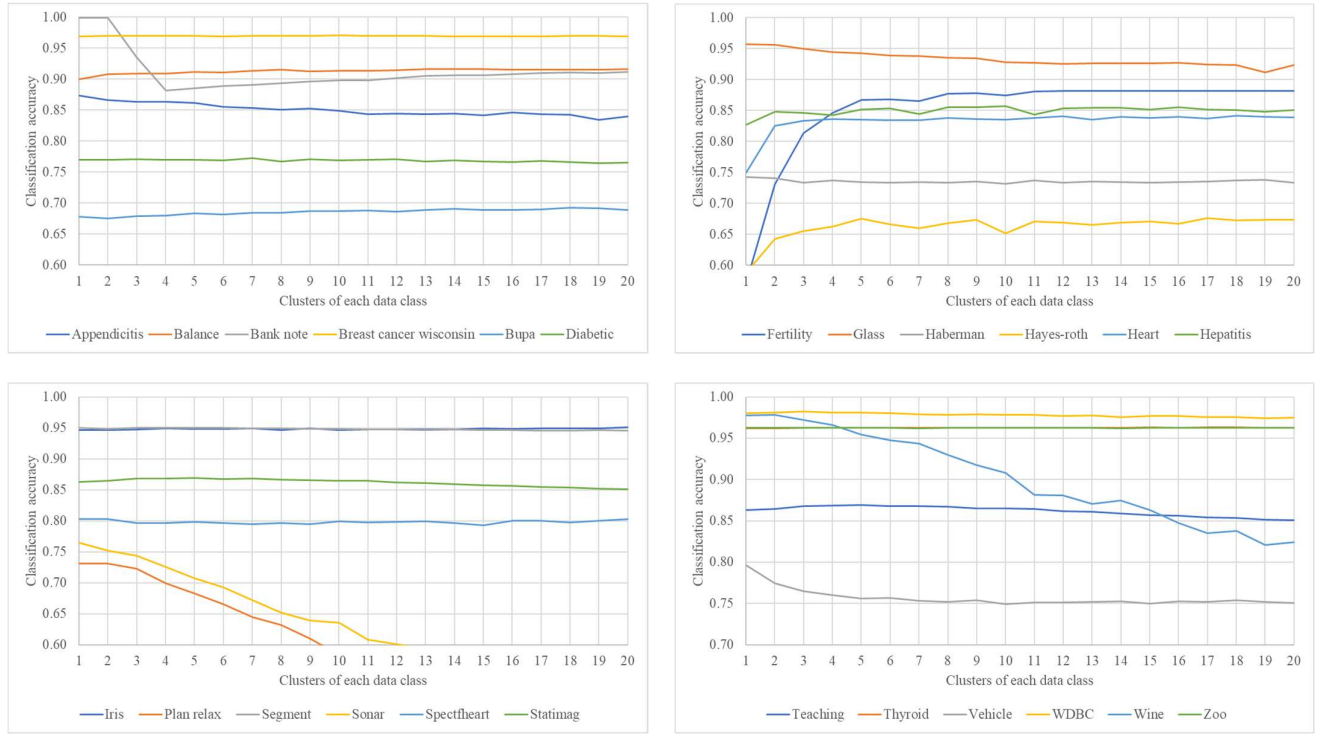 Classification accuracy
1.00
0.95
0.90
0.85
0.80
0.75
0.70
0.65
0.60
1 2 3 4 5 6 7 8 9 10 11 12 13 14 15 16 17 18 19 20
Clusters of each data class
Appendicitis Balance Bank note Breast cancer wisconsin Bupa Diabetic
Classification accuracy
1.00
0.95
0.90
0.85
0.80
0.75
0.70
0.65
0.60
1 2 3 4 5 6 7 8 9 10 11 12 13 14 15 16 17 18 19 20
Clusters of each data class
Fertility Glass Haberman Hayes-roth Heart Hepatitis
Classification accuracy
1.00
0.95
0.90
0.85
0.80
0.75
0.70
0.65
0.60
1 2 3 4 5 6 7 8 9 10 11 12 13 14 15 16 17 18 19 20
Clusters of each data class
Iris Plan relax Segment Sonar Spectfheart Statimag
Classification accuracy
1.00
0.95
0.90
0.85
0.80
0.75
0.70
1 2 3 4 5 6 7 8 9 10 11 12 13 14 15 16 17 18 19 20
Clusters of each data class
Teaching Thyroid Vehicle WDBC Wine Zoo